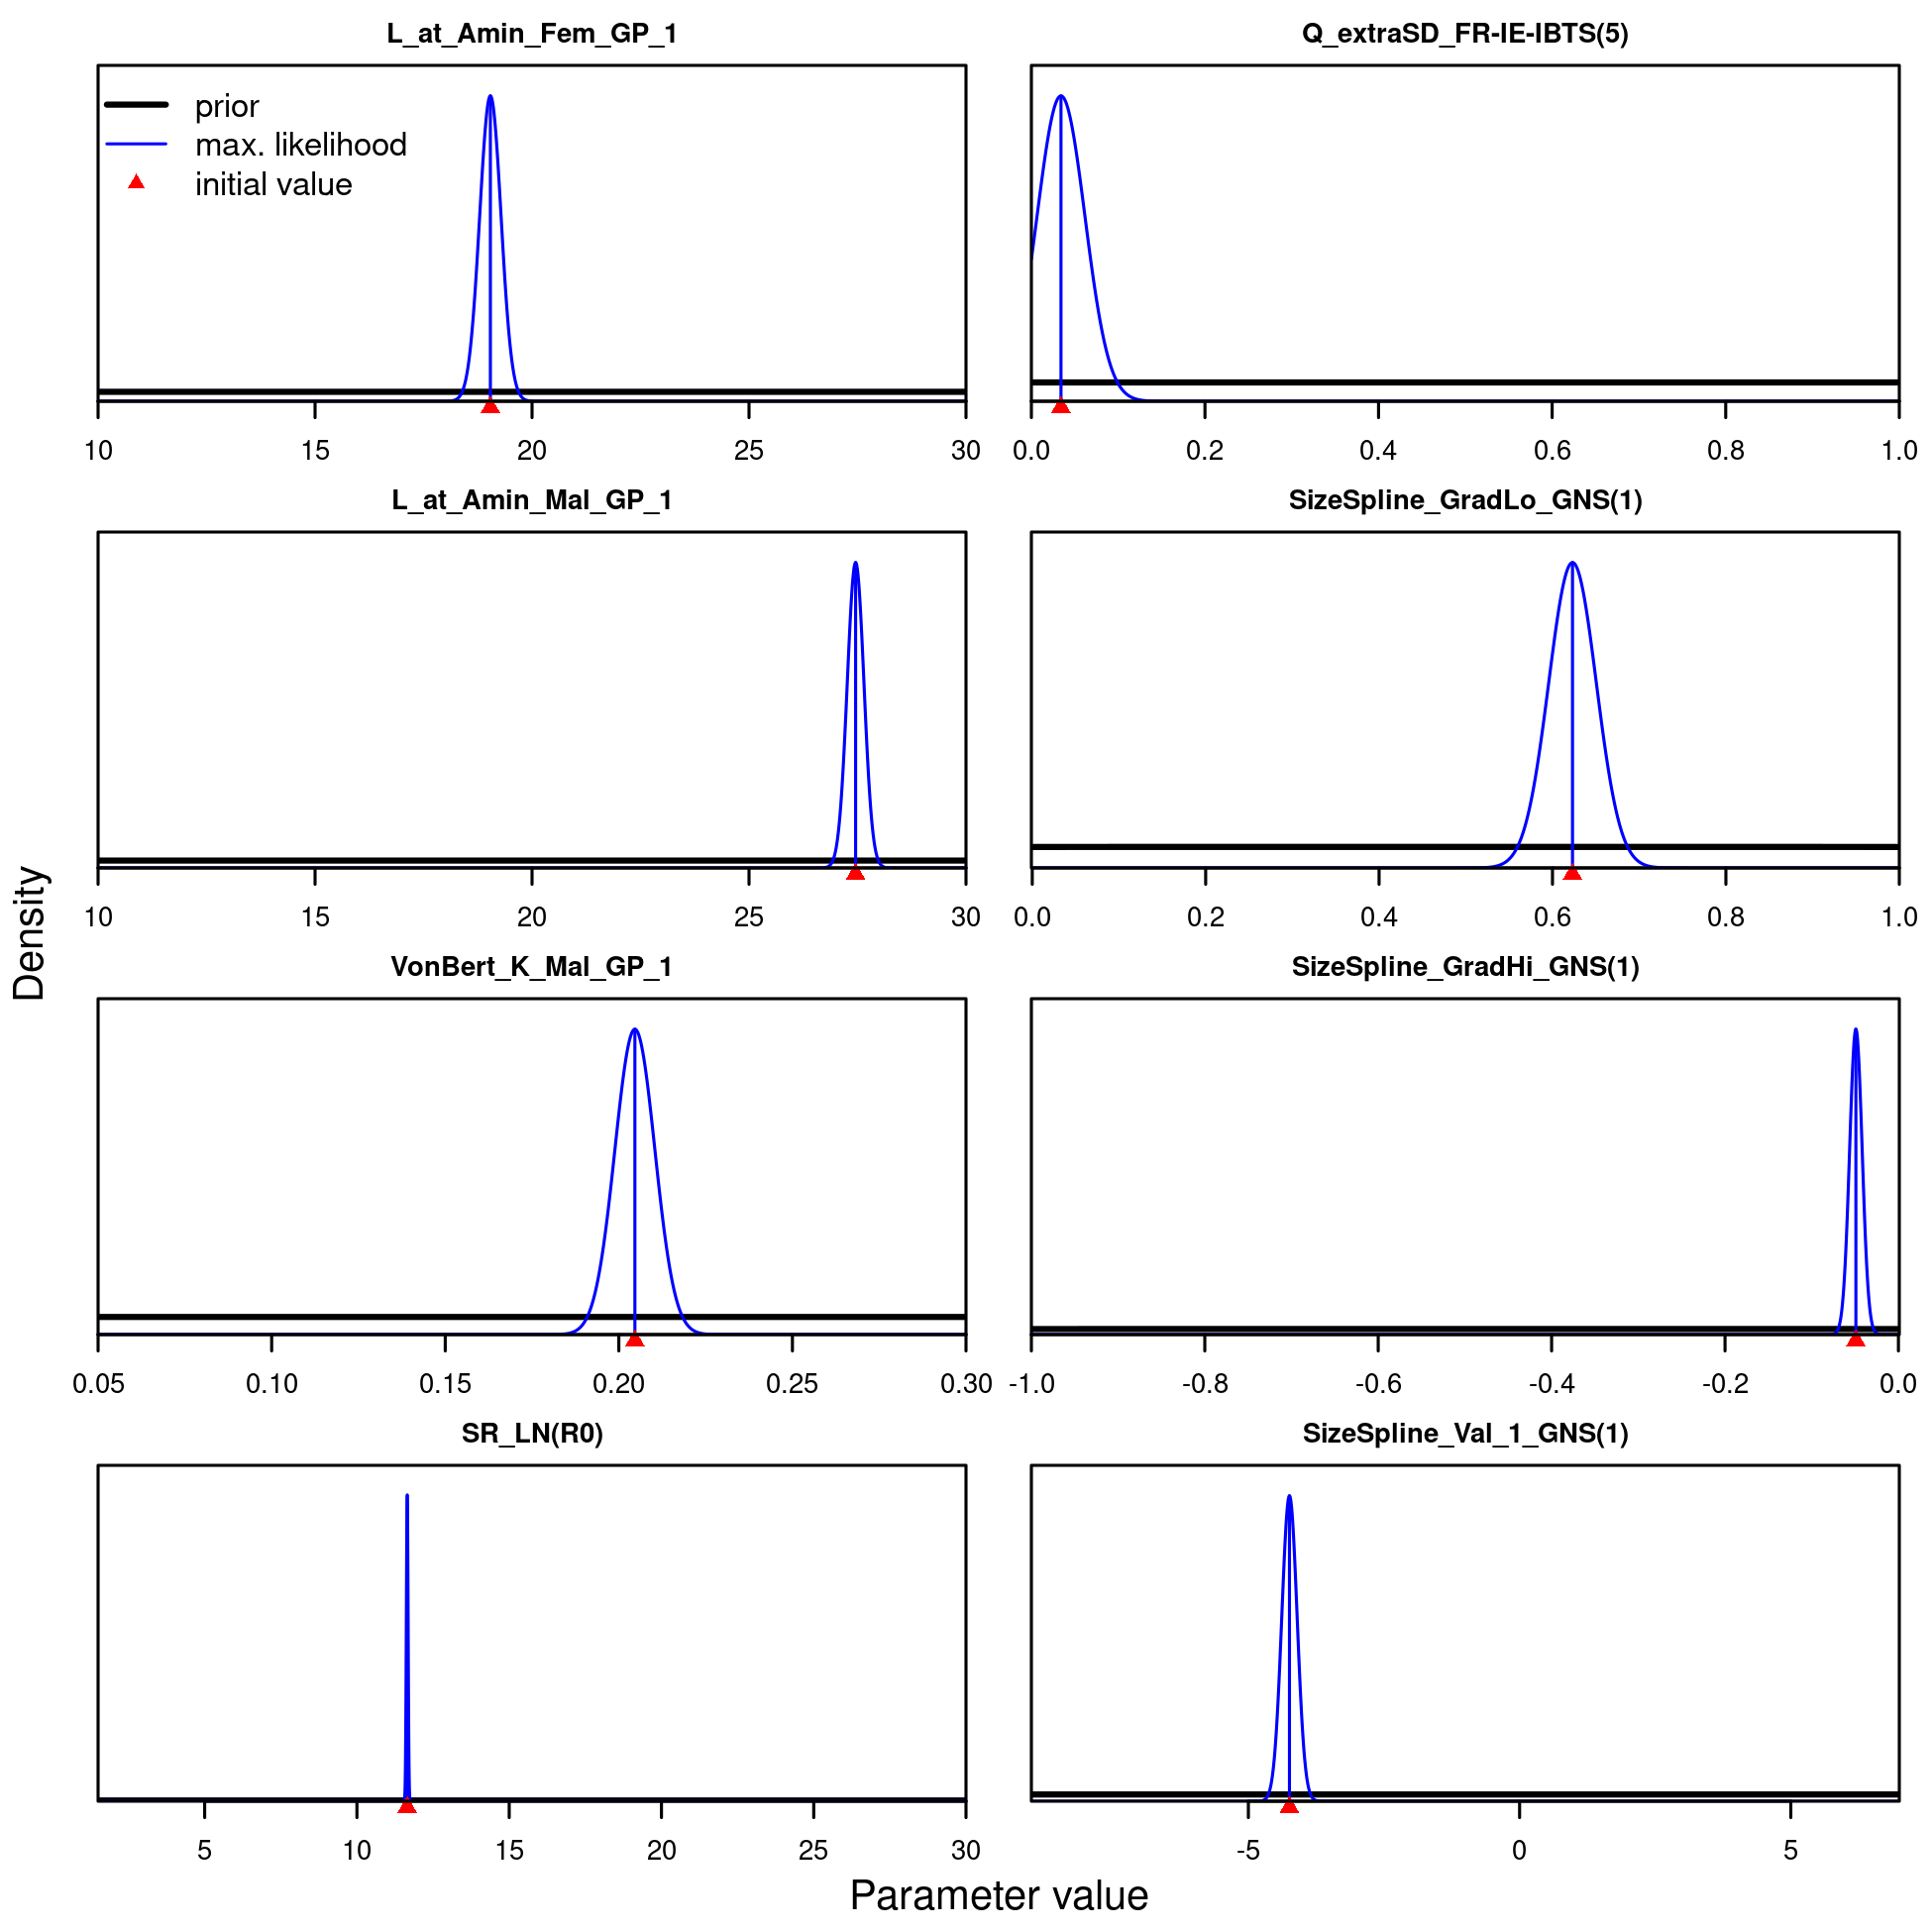 L_at_Amin_Fem_GP_1
prior
max. likelihood
initial value
10 15 20 25 30
Q_extraSD_FR-IE-IBTS(5)
0.0 0.2 0.4 0.6 0.8 1.0
L_at_Amin_Mal_GP_1
10 15 20 25 30
SizeSpline_GradLo_GNS(1)
0.0 0.2 0.4 0.6 0.8 1.0
VonBert_K_Mal_GP_1
0.05 0.10 0.15 0.20 0.25 0.30
SizeSpline_GradHi_GNS(1)
-1.0 -0.8 -0.6 -0.4 -0.2 0.0
SR_LN(R0)
5 10 15 20 25 30
SizeSpline_Val_1_GNS(1)
-5 0 5
Density
Parameter value